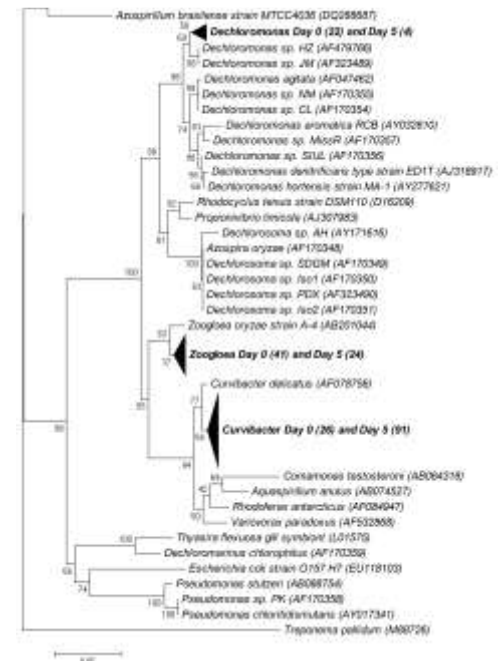 Azospirillum brasilense strain MTCC4036 (DQ288687)
Dechloromonas Day 0 (22) and Day 5 (4)
Dechloromonas sp. HZ (AF479766)
Dechloromonas sp. JM (AF323489)
Dechloromonas agitata (AF047462)
Dechloromonas sp. NM (AF170355)
Dechloromonas sp. CL (AF170354)
Dechloromonas aromatica RCB (AY032610)
Dechloromonas sp. MissR (AF170357)
Dechloromonas sp. SIUL (AF170356)
Dechloromonas denitrificans type strain ED1T (AJ318917)
Dechloromonas hortensis strain MA-1 (AY277621)
Rhodocyclus tenuis strain DSM110 (D16209)
Propionivibrio limicola (AJ307983)
Dechlorosoma sp. AH (AY171616)
Azospira oryzae (AF170348)
Dechlorosoma sp. SDGM (AF170349)
Dechlorosoma sp. Iso1 (AF170350)
Dechlorosoma sp. PDX (AF323490)
Dechlorosoma sp. Iso2 (AF170351)
Zoogloea oryzae strain A-4 (AB201044)
Zoogloea Day 0 (41) and Day 5 (24)
Curvibacter delicatus (AF078756)
Curvibacter Day 0 (26) and Day 5 (91)
Comamonas testosteroni (AB064318)
Aquaspirillum anulus (AB074527)
Rhodoferax antarcticus (AF084947)
Variovorax paradoxus (AF532868)
Thyasira flexuosa gill symbiont (L01575)
Dechloromarinus chlorophilus (AF170359)
Escherichia coli strain O157 H7 (EU118103)
Pseudomonas stutzeri (AB098754)
Pseudomonas sp. PK (AF170358)
Pseudomonas chloritidismutans (AY017341)
Treponema pallidum (M88726)